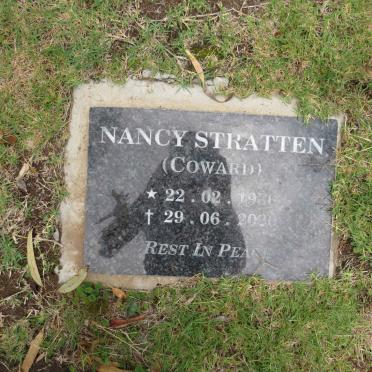 NANCY STRATTEN
(COWARD)
★ 22 . 02 .
† 29 . 06 .
REST IN PEACE